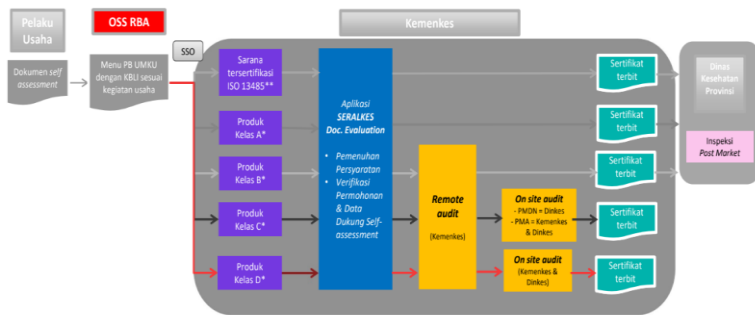 Pelaku
Usaha
OSS RBA
Kemenkes
SSO
Dokumen self
assessment
Menu PB UMKU
dengan KBLI sesuai
kegiatan usaha
Sarana
tersertifikasi
ISO 13485**
Produk
Kelas A*
Produk
Kelas B*
Produk
Kelas C*
Produk
Kelas D*
Aplikasi
SERALKES
Doc. Evaluation
• Pemenuhan
Persyaratan
• Verifikasi
Permohonan
& Data
Dukung Self-
assessment
Remote
audit
(Kemenkes)
On site audit
- PMDN = Dinkes
- PMA = Kemenkes
& Dinkes
On site audit
(Kemenkes &
Dinkes)
Sertifikat
terbit
Sertifikat
terbit
Sertifikat
terbit
Sertifikat
terbit
Sertifikat
terbit
Dinas
Kesehatan
Provinsi
Inspeksi
Post Market